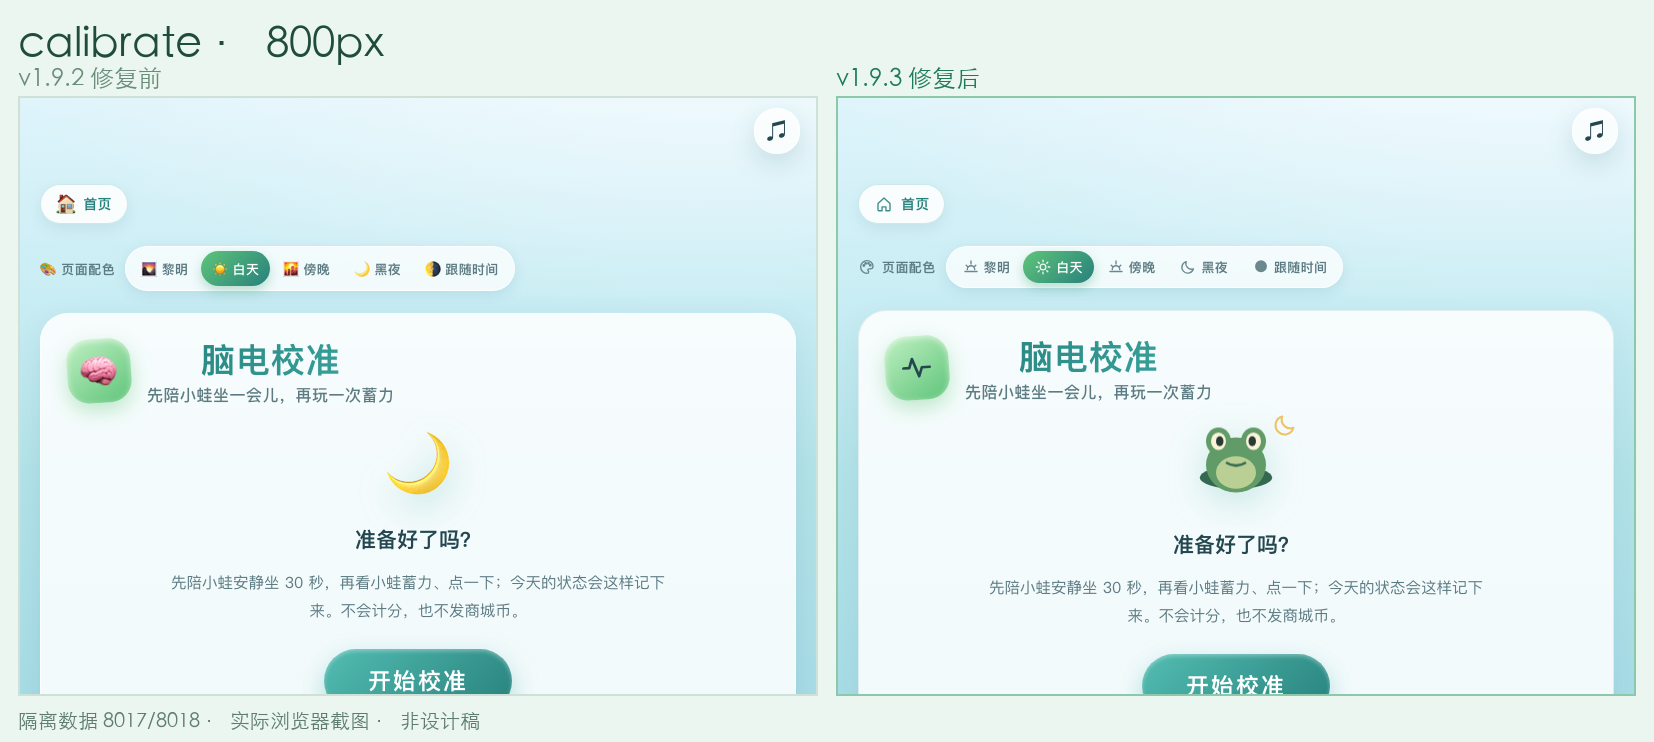 calibrate · 800px
v1.9.2 修复前
v1.9.3 修复后
首页
页面配色 黎明 白天 傍晚 黑夜 跟随时间
脑电校准
先陪小蛙坐一会儿，再玩一次蓄力
准备好了吗？
先陪小蛙安静坐 30 秒，再看小蛙蓄力、点一下；今天的状态会这样记下
来。不会计分，也不发商城币。
开始校准
首页
页面配色 黎明 白天 傍晚 黑夜 跟随时间
脑电校准
先陪小蛙坐一会儿，再玩一次蓄力
准备好了吗？
先陪小蛙安静坐 30 秒，再看小蛙蓄力、点一下；今天的状态会这样记下
来。不会计分，也不发商城币。
开始校准
隔离数据 8017/8018 · 实际浏览器截图 · 非设计稿